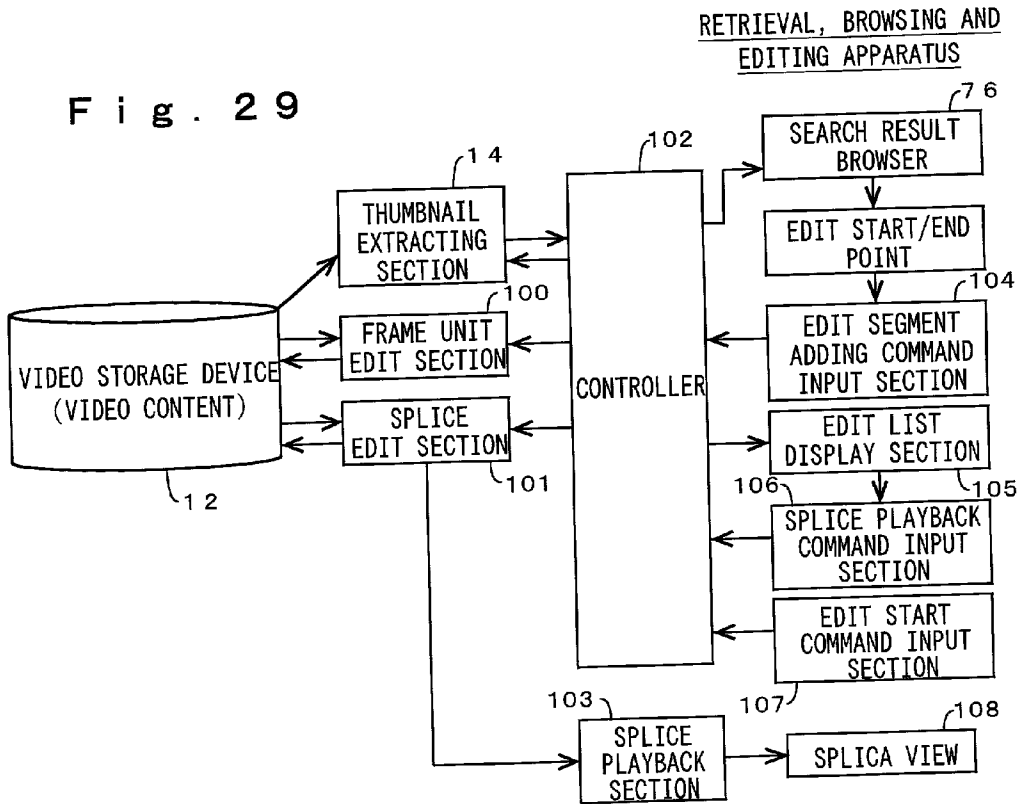 RETRIEVAL, BROWSING AND
EDITING APPARATUS
Fig. 29
76
SEARCH RESULT
BROWSER
102
14
THUMBNAIL
EXTRACTING
SECTION
EDIT START/END
POINT
104
EDIT SEGMENT
ADDING COMMAND
INPUT SECTION
100
FRAME UNIT
EDIT SECTION
VIDEO STORAGE DEVICE
(VIDEO CONTENT)
12
CONTROLLER
SPLICE
EDIT SECTION
101
EDIT LIST
DISPLAY SECTION
105
106
SPLICE PLAYBACK
COMMAND INPUT
SECTION
EDIT START
COMMAND INPUT
SECTION
107
103
SPLICE
PLAYBACK
SECTION
108
SPLICA VIEW